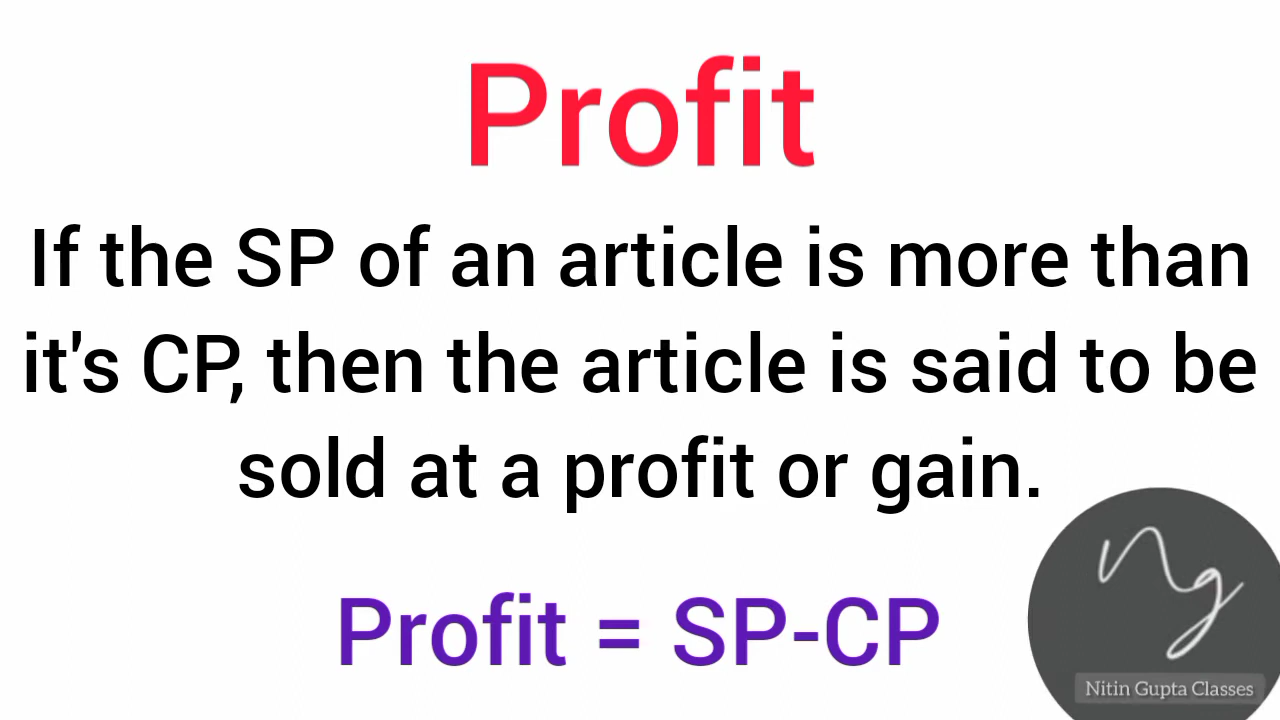 Profit
If the SP of an article is more than
it's CP, then the article is said to be
sold at a profit or gain.
Profit = SP-CP
ng
Nitin Gupta Classes